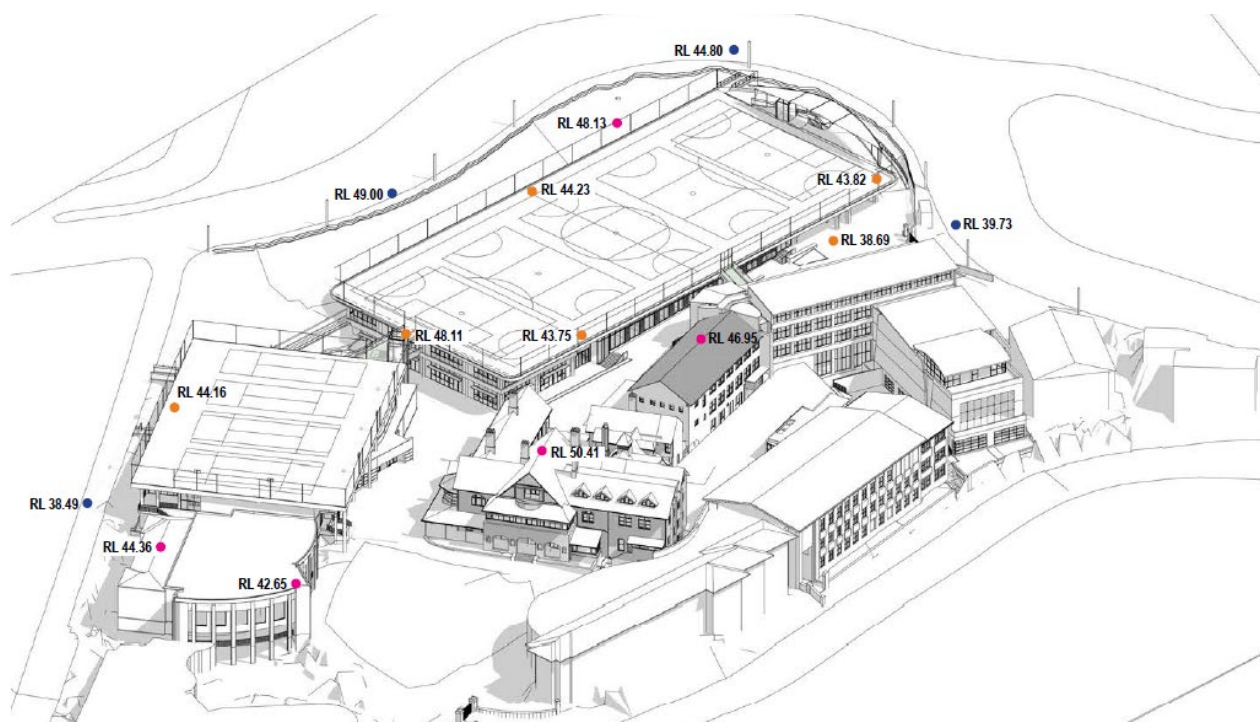 RL 44.80
RL 48.13
RL 43.82
RL 44.23
RL 49.00
RL 39.73
RL 38.69
RL 48.11
RL 43.75
RL 46.95
RL 44.16
RL 50.41
RL 38.49
RL 44.36
RL 42.65